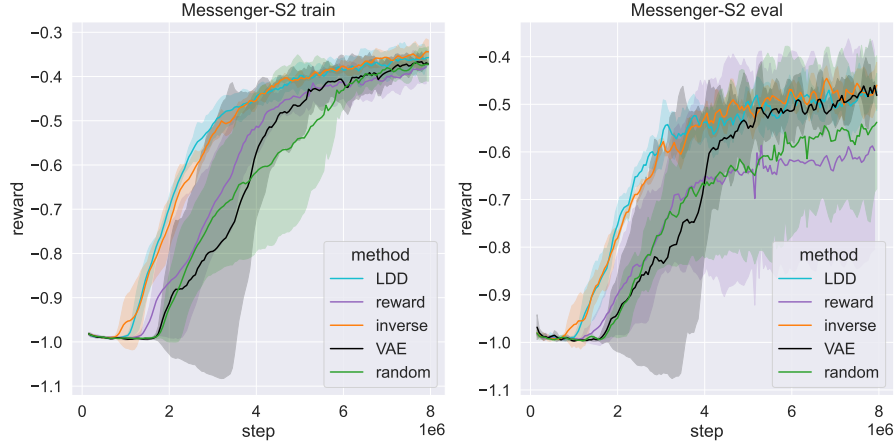 Messenger-S2 train
reward
−0.3
−0.4
−0.5
−0.6
−0.7
−0.8
−0.9
−1.0
−1.1
method
LDD
reward
inverse
VAE
random
0 2 4 6 8
step 1e6
Messenger-S2 eval
reward
−0.4
−0.5
−0.6
−0.7
−0.8
−0.9
−1.0
−1.1
method
LDD
reward
inverse
VAE
random
0 2 4 6 8
step 1e6